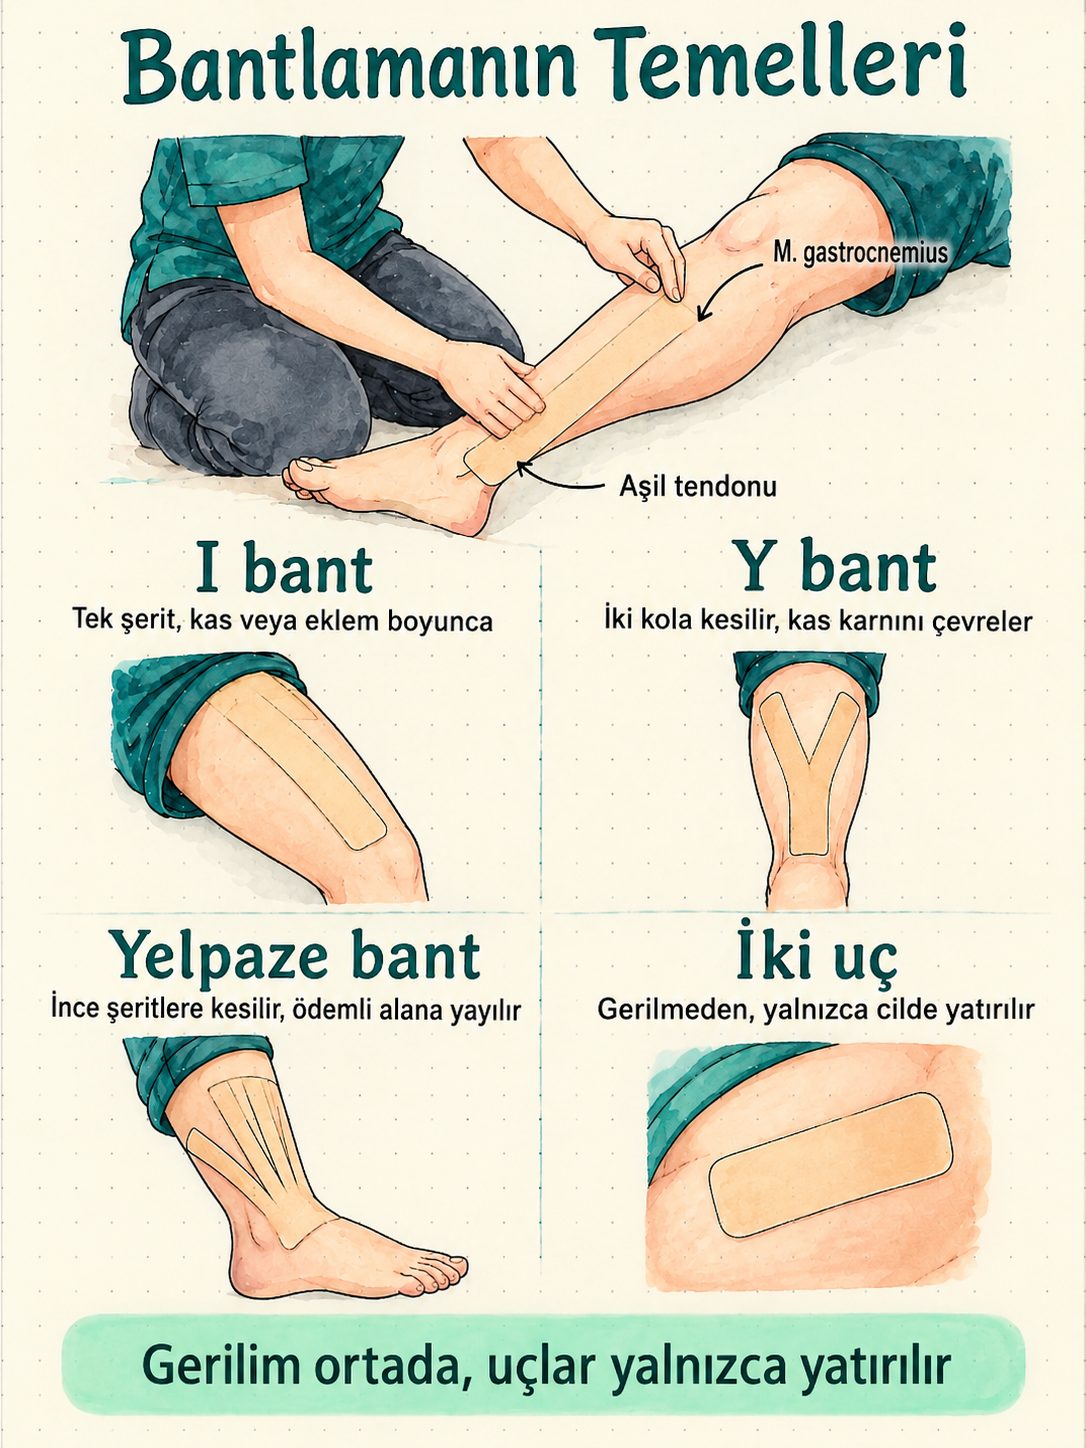 Bantlamanın Temelleri
M. gastrocnemius
Aşil tendonu
I bant
Tek şerit, kas veya eklem boyunca
Y bant
İki kola kesilir, kas karnını çevreler
Yelpaze bant
İnce şeritlere kesilir, ödemli alana yayılır
İki uç
Gerilmeden, yalnızca cilde yatırılır
Gerilim ortada, uçlar yalnızca yatırılır